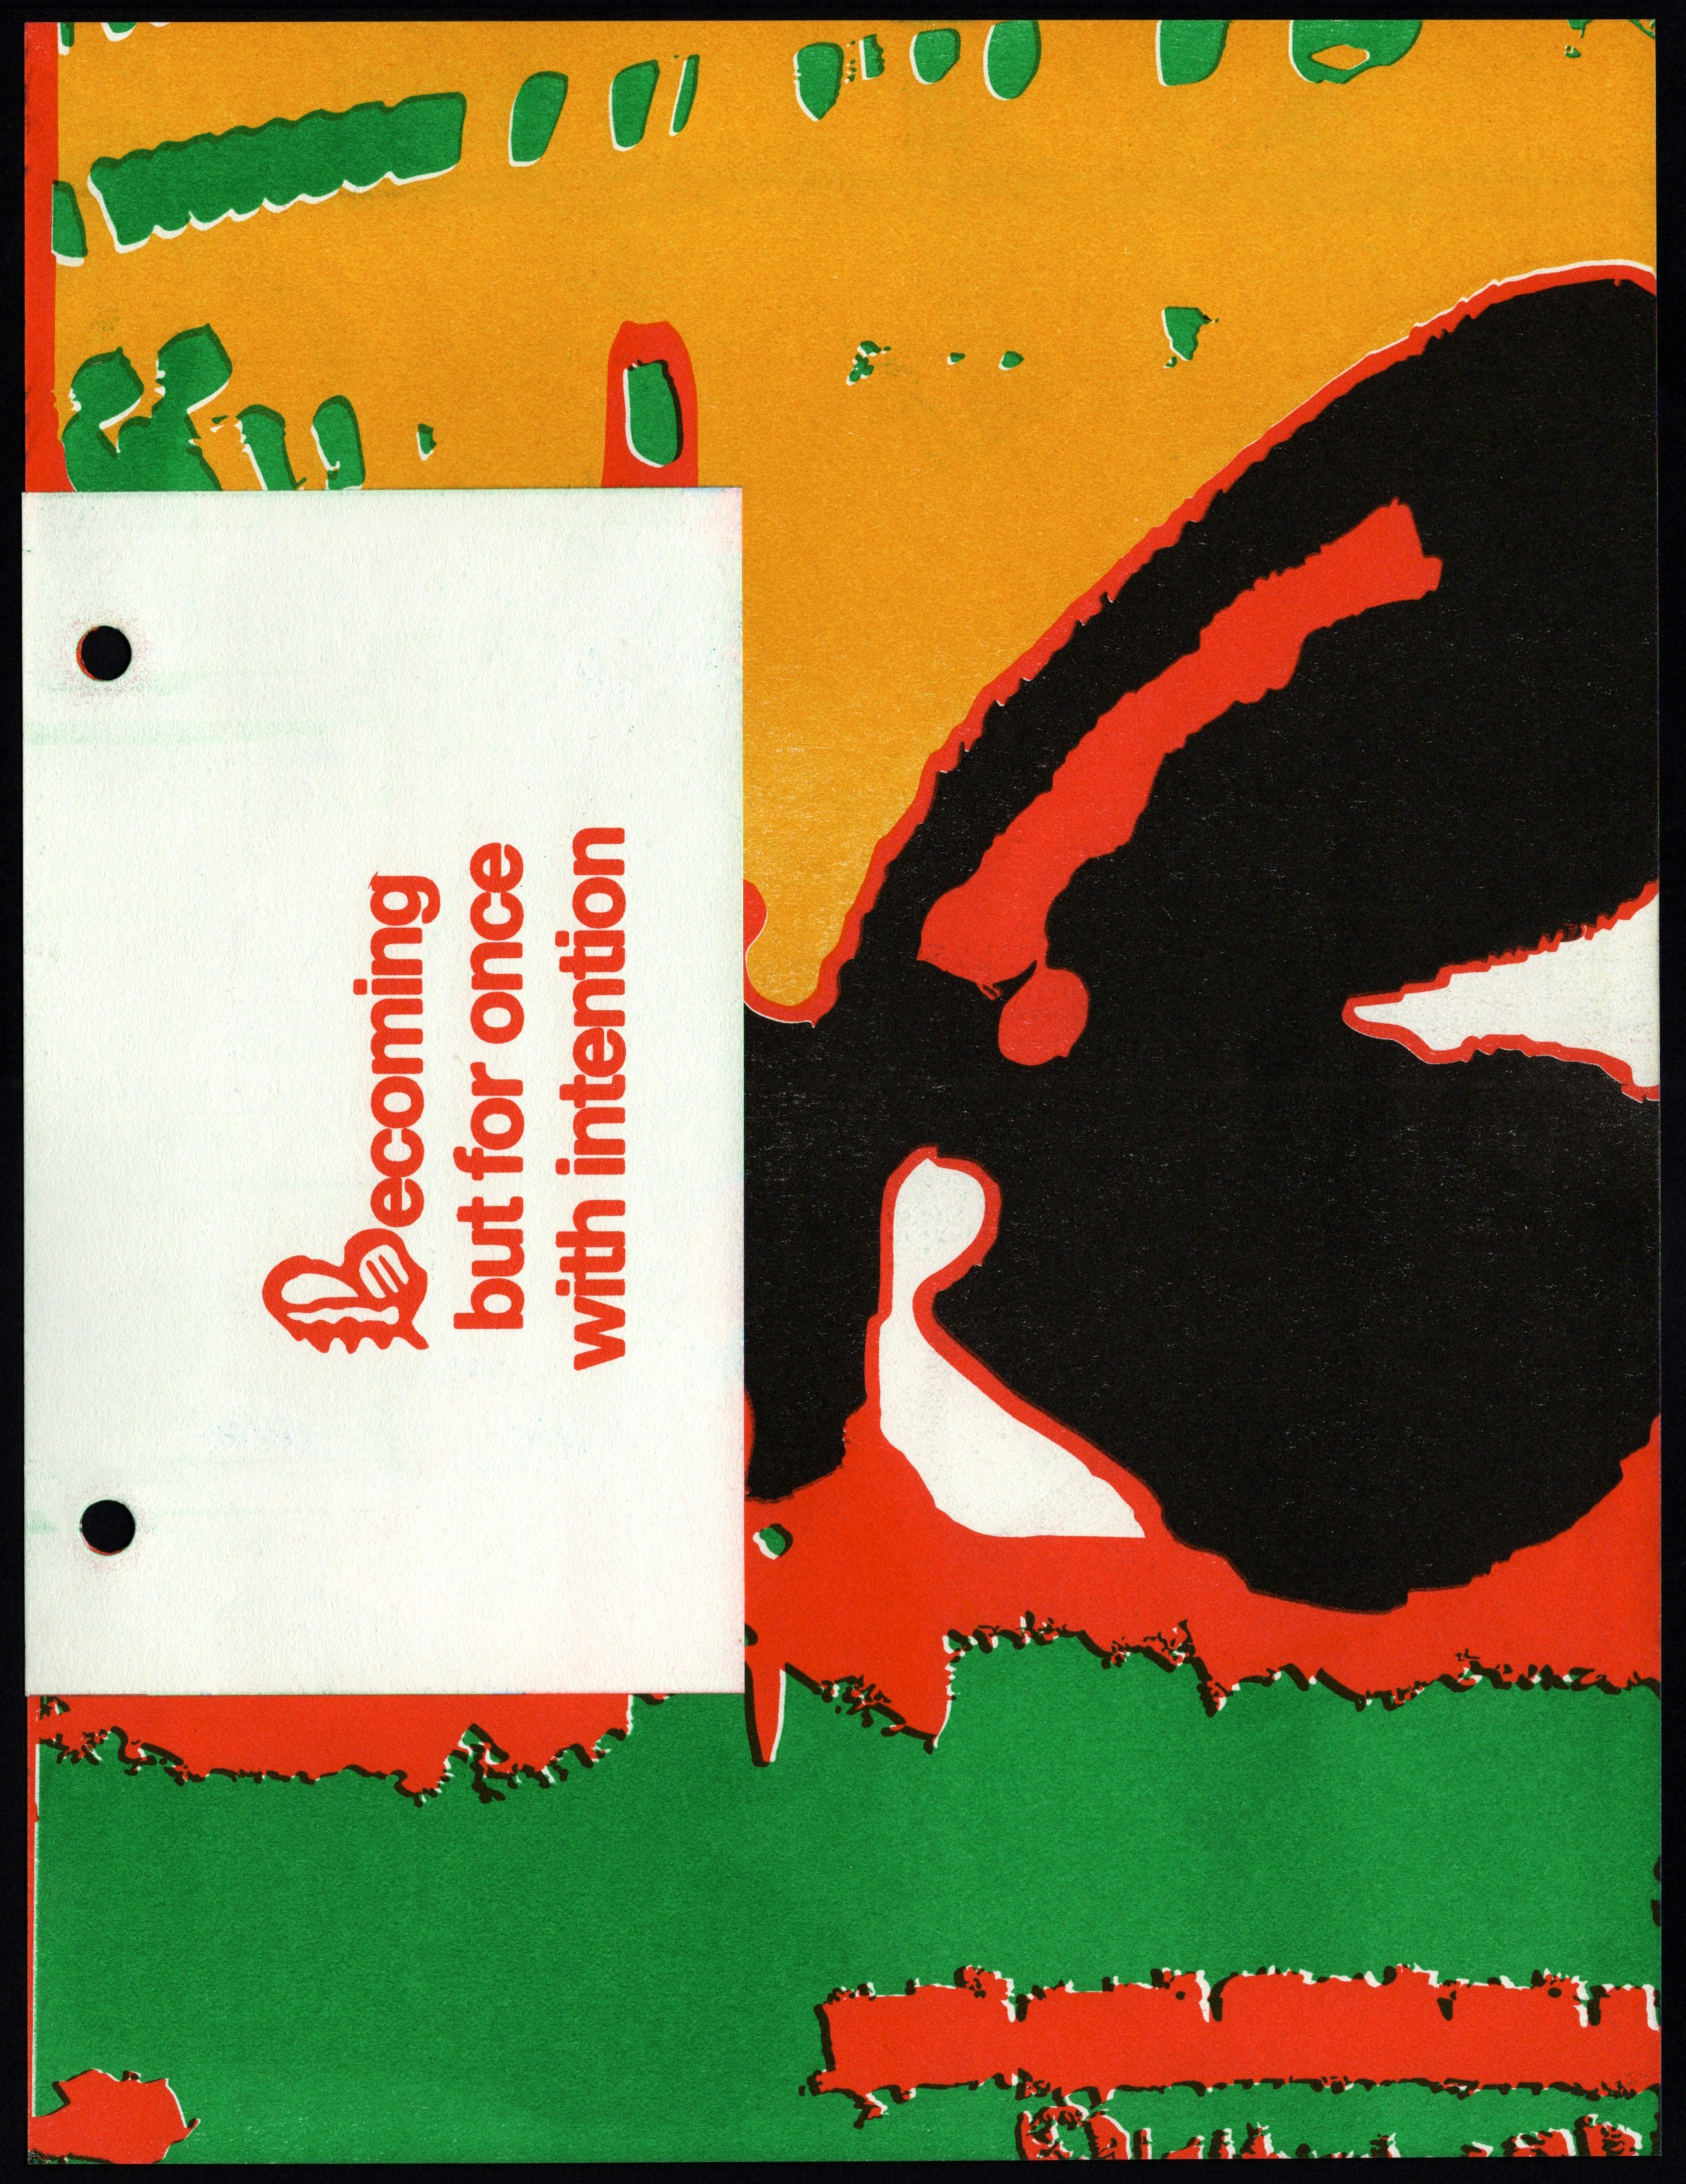 Becoming
but for once
with intention